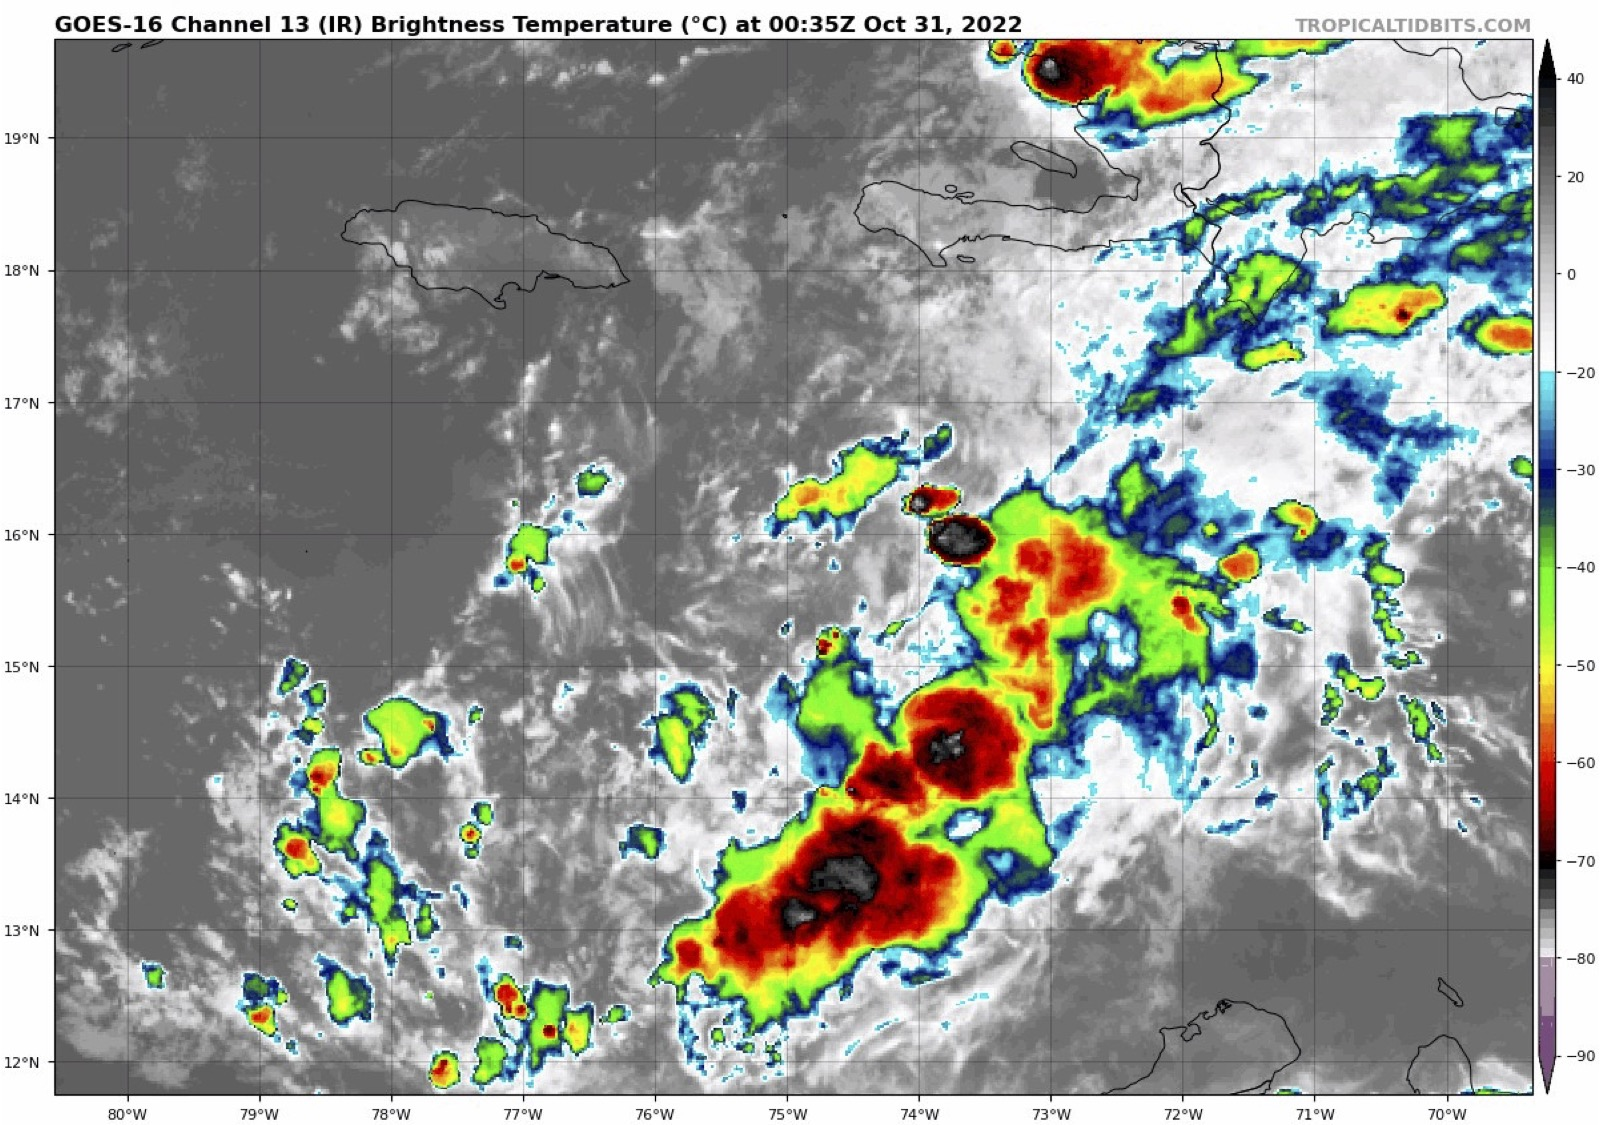 GOES-16 Channel 13 (IR) Brightness Temperature (°C) at 00:35Z Oct 31, 2022
TROPICALTIDBITS.COM
19°N
18°N
17°N
16°N
15°N
14°N
13°N
12°N
80°W
79°W
78°W
77°W
76°W
75°W
74°W
73°W
72°W
71°W
70°W
40
20
0
−20
−30
−40
−50
−60
−70
−80
−90